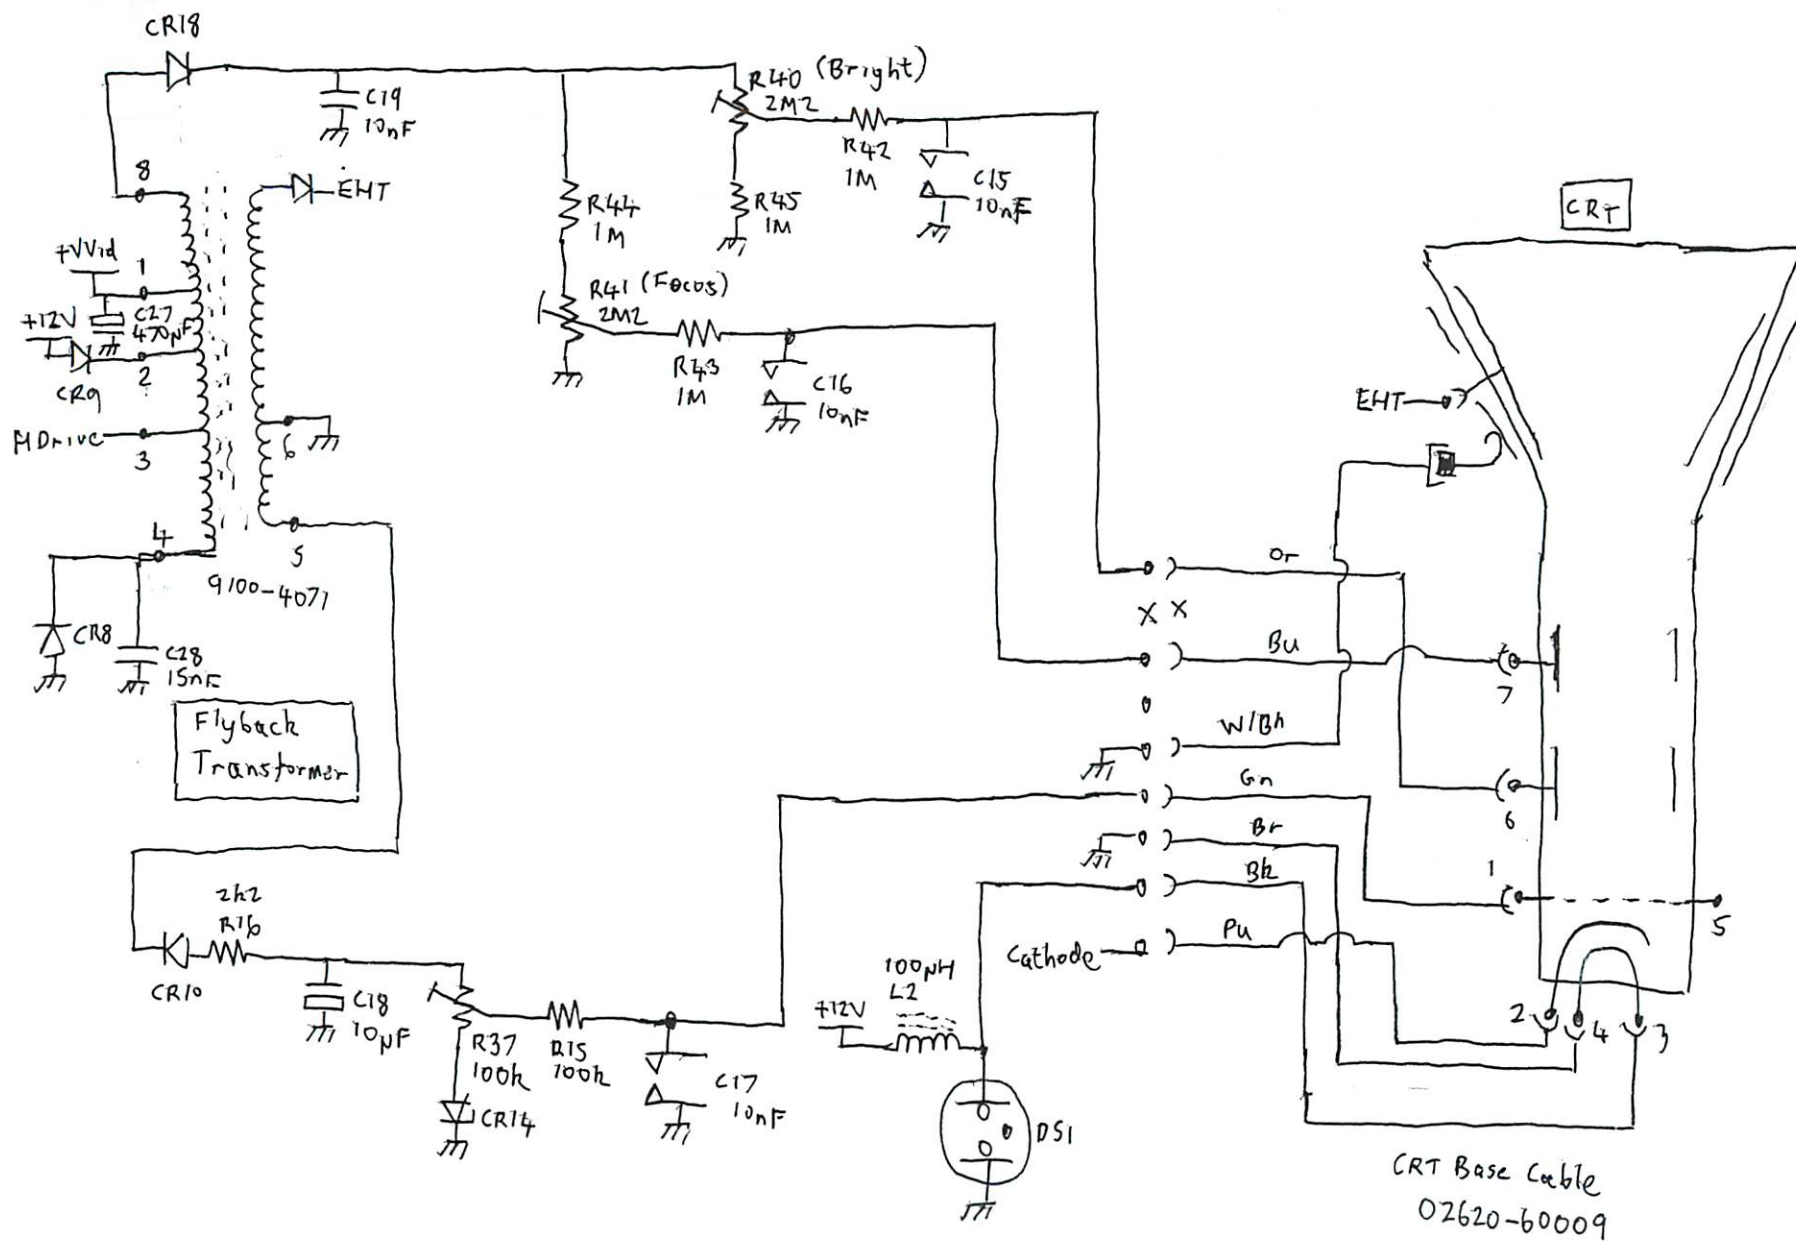 CR18
C19
10nF
R40 (Bright)
2M2
R42
1M
C15
10nF
R45
1M
R44
1M
R41 (Focus)
2M2
R43
1M
C16
10nF
8
EHT
+VVid
1
C27
470µF
+12V
2
CR9
HDrive
3
6
4
5
9100-4071
CR8
C28
15nF
Flyback
Transformer
2k2
R16
CR10
C18
10µF
R37
100k
CR14
R15
100k
C17
10nF
100µH
L2
+12V
DS1
Cathode
Or
X X
Bu
W/Bk
Gn
Br
Bk
Pu
CRT
EHT
7
6
1
5
2
4
3
CRT Base Cable
02620-60009